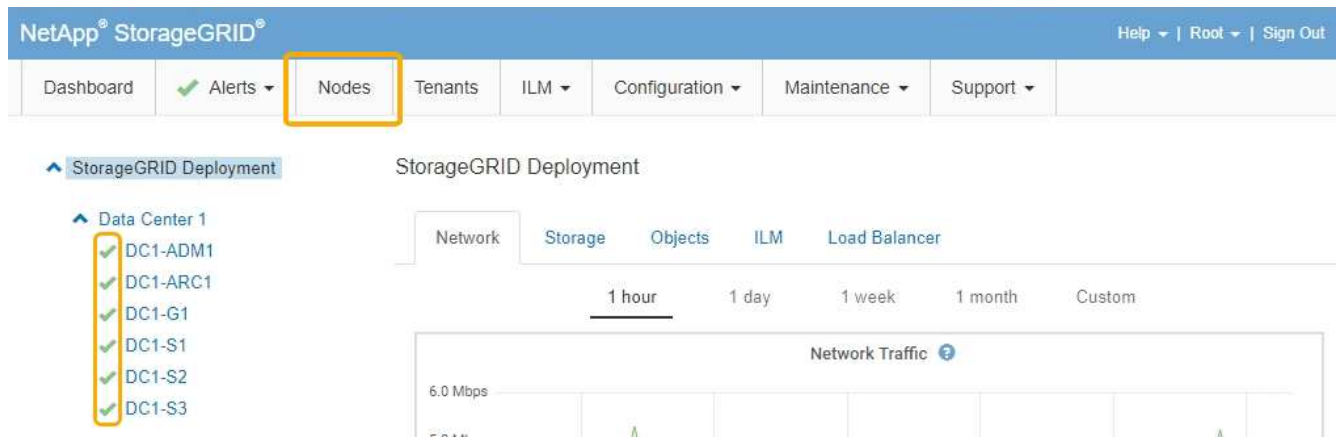 NetApp® StorageGRID®
Help | Root | Sign Out
Dashboard Alerts Nodes Tenants ILM Configuration Maintenance Support
StorageGRID Deployment
StorageGRID Deployment
Data Center 1
Network Storage Objects ILM Load Balancer
DC1-ADM1
DC1-ARC1
1 hour 1 day 1 week 1 month Custom
DC1-G1
DC1-S1
Network Traffic
DC1-S2
6.0 Mbps
DC1-S3